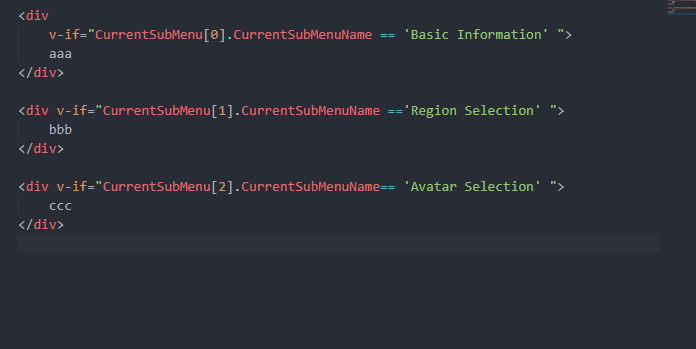 <div
v-if="CurrentSubMenu[0].CurrentSubMenuName == 'Basic Information' ">
aaa
</div>
<div v-if="CurrentSubMenu[1].CurrentSubMenuName =='Region Selection' ">
bbb
</div>
<div v-if="CurrentSubMenu[2].CurrentSubMenuName== 'Avatar Selection' ">
ccc
</div>